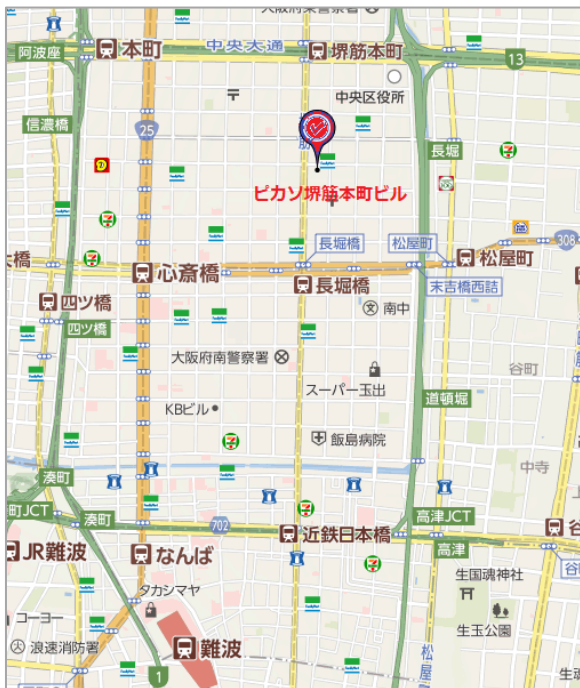 大阪府東警察署
阿波座
本町
中央大通
堺筋本町
13
中央区役所
信濃橋
25
筋
長堀
ピカソ堺筋本町ビル
長堀橋
松屋町
308
心斎橋
松屋町
長堀橋
末吉橋西詰
四ツ橋
南中
四ツ橋
大阪府南警察署
谷町
スーパー玉出
道頓堀
KBビル
飯島病院
中寺
湊町
町JCT
湊町
702
高津JCT
近鉄日本橋
高津
JR難波
なんば
生国魂神社
タカシマヤ
コーヨー
生玉公園
浪速消防署
難波
松屋町
1